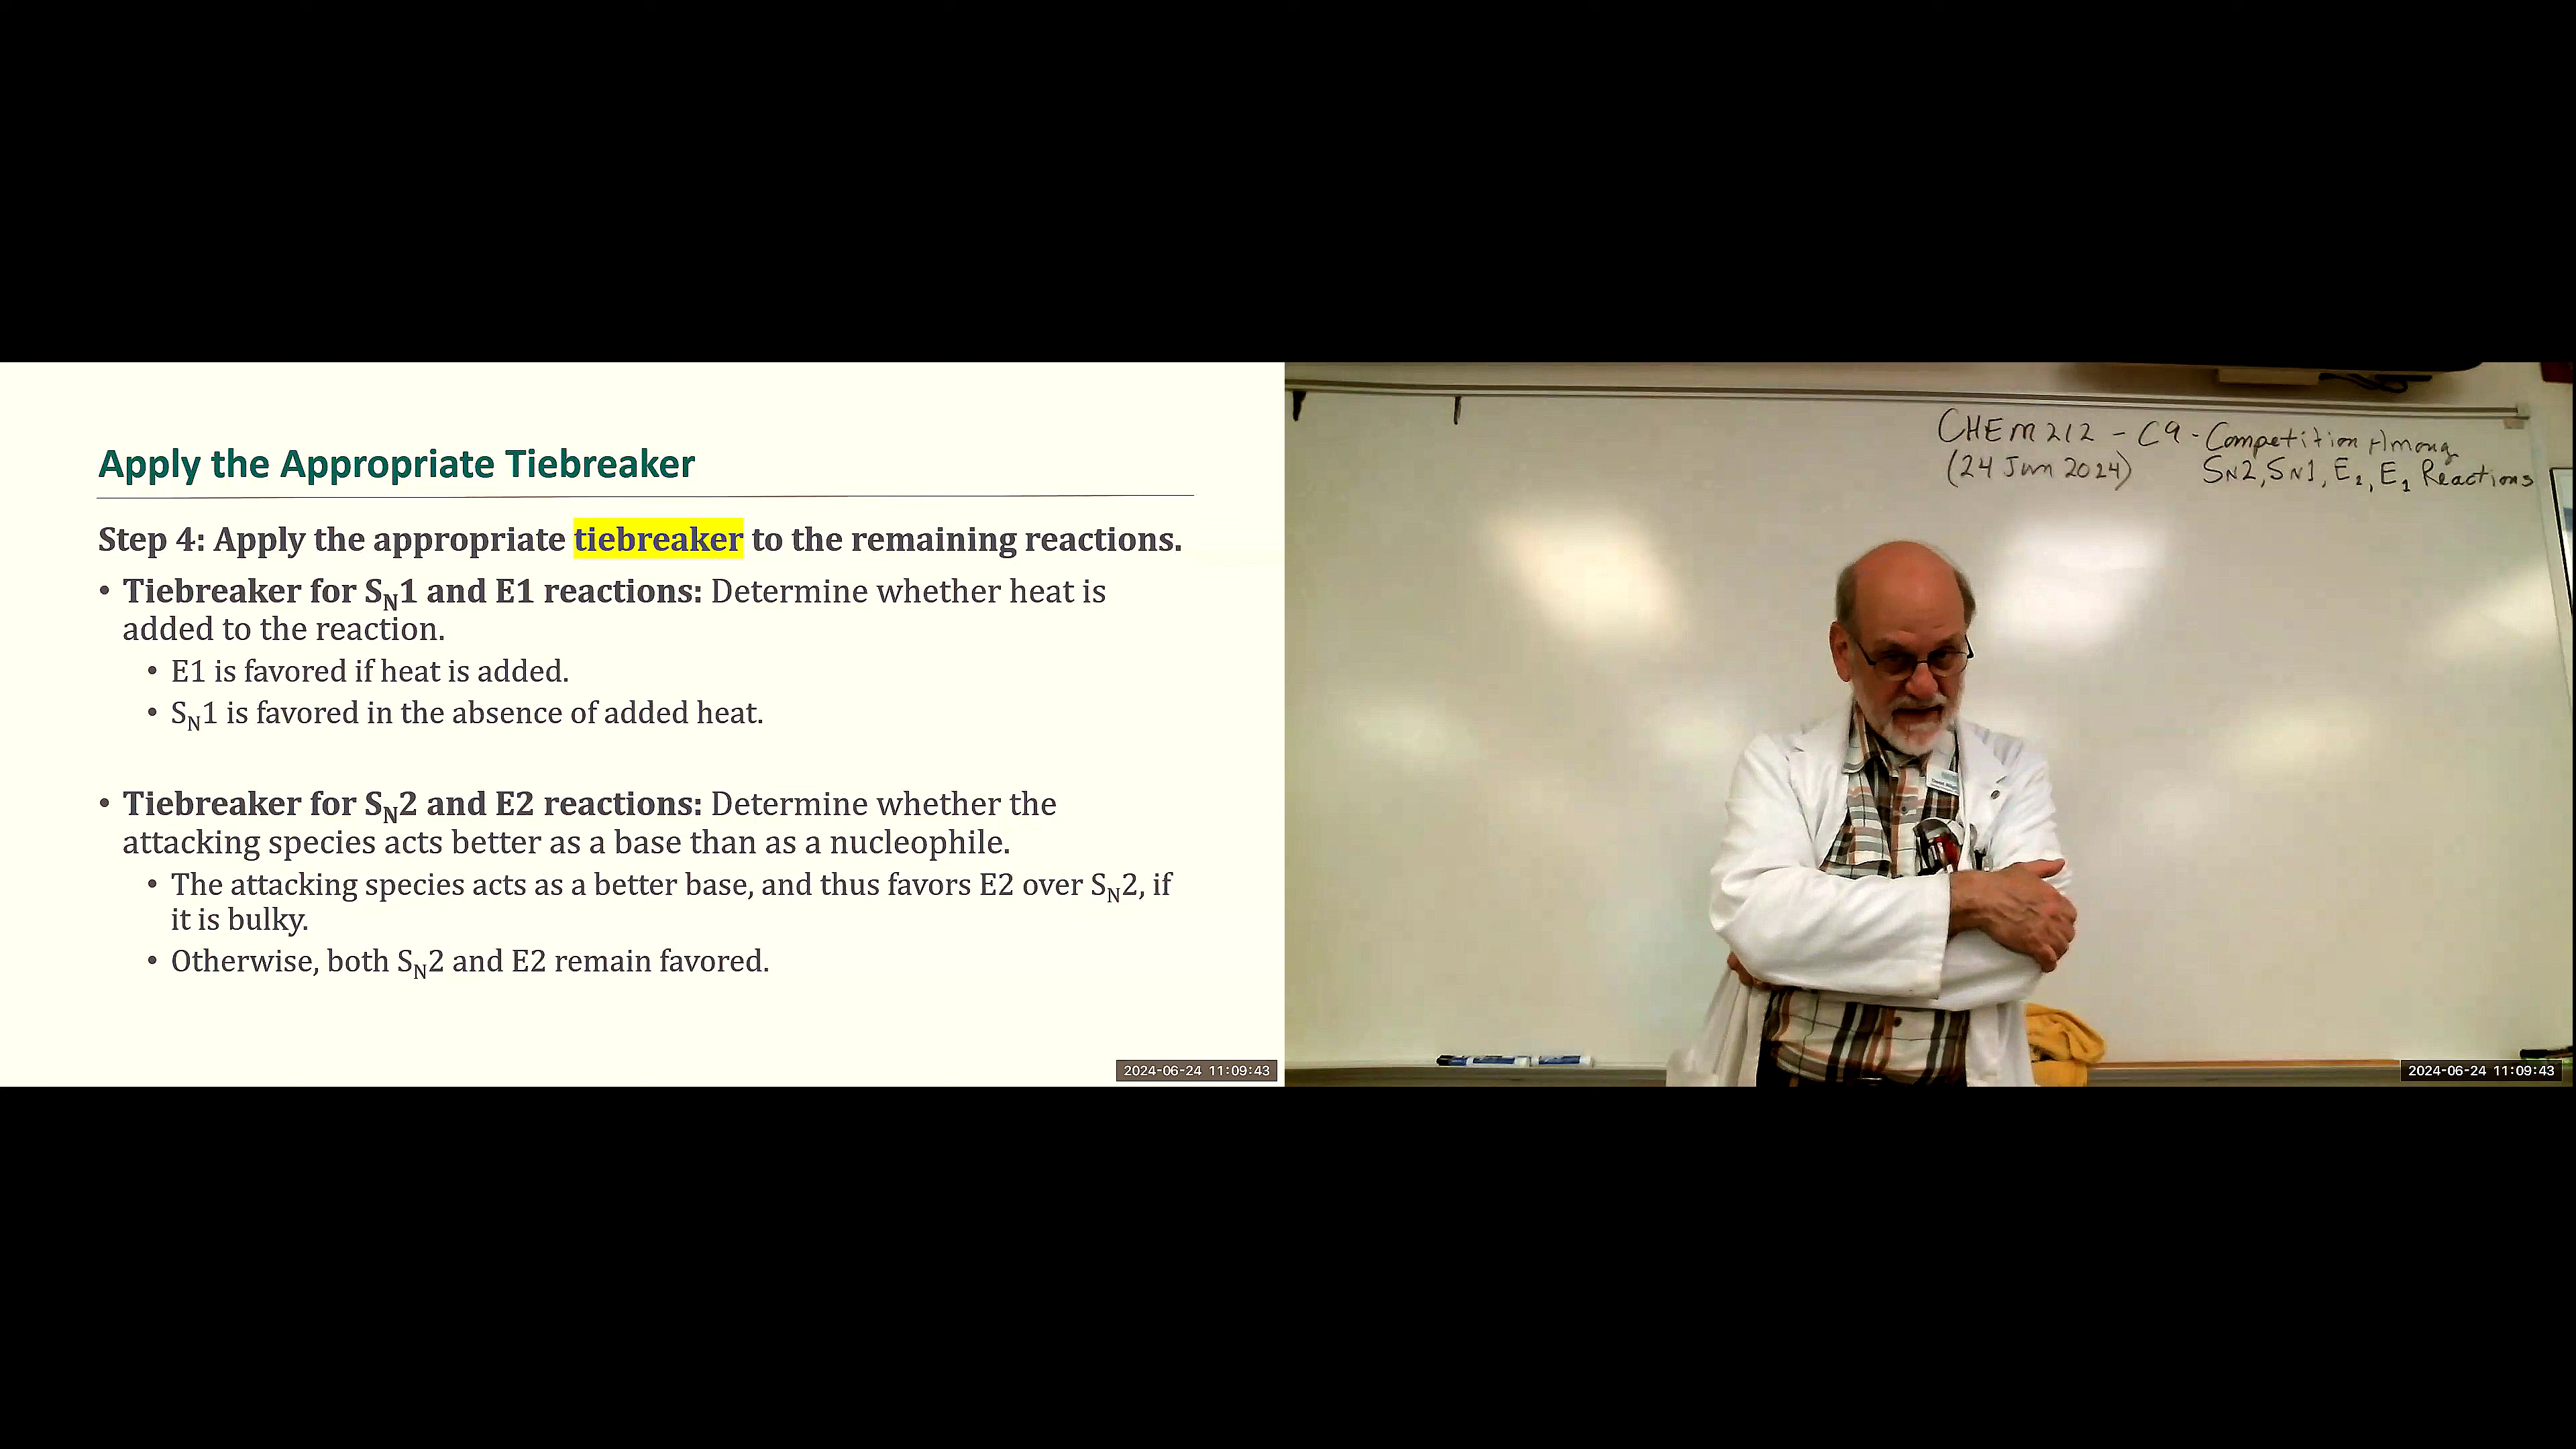 Apply the Appropriate Tiebreaker
Step 4: Apply the appropriate tiebreaker to the remaining reactions.
• Tiebreaker for SN1 and E1 reactions: Determine whether heat is
added to the reaction.
• E1 is favored if heat is added.
• SN1 is favored in the absence of added heat.
• Tiebreaker for SN2 and E2 reactions: Determine whether the
attacking species acts better as a base than as a nucleophile.
• The attacking species acts as a better base, and thus favors E2 over SN2, if
it is bulky.
• Otherwise, both SN2 and E2 remain favored.
2024-06-24 11:09:43
CHEM 212 - C9 - Competition Among
(24 Jun 2024) SN2, SN1, E2, E1 Reactions
2024-06-24 11:09:43